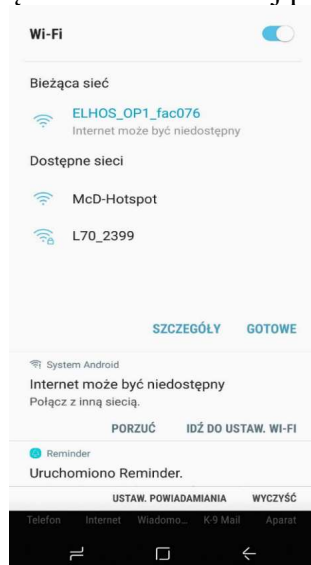 Wi-Fi
Bieżąca sieć
ELHOS_OP1_fac076
Internet może być niedostępny
Dostępne sieci
McD-Hotspot
L70_2399
SZCZEGÓŁY GOTOWE
System Android
Internet może być niedostępny
Połącz z inną siecią.
PORZUĆ IDŹ DO USTAW. WI-FI
Reminder
Uruchomiono Reminder.
USTAW. POWIADAMIANIA WYCZYŚĆ
Telefon Internet Wiadomo... K-9 Mail Aparat